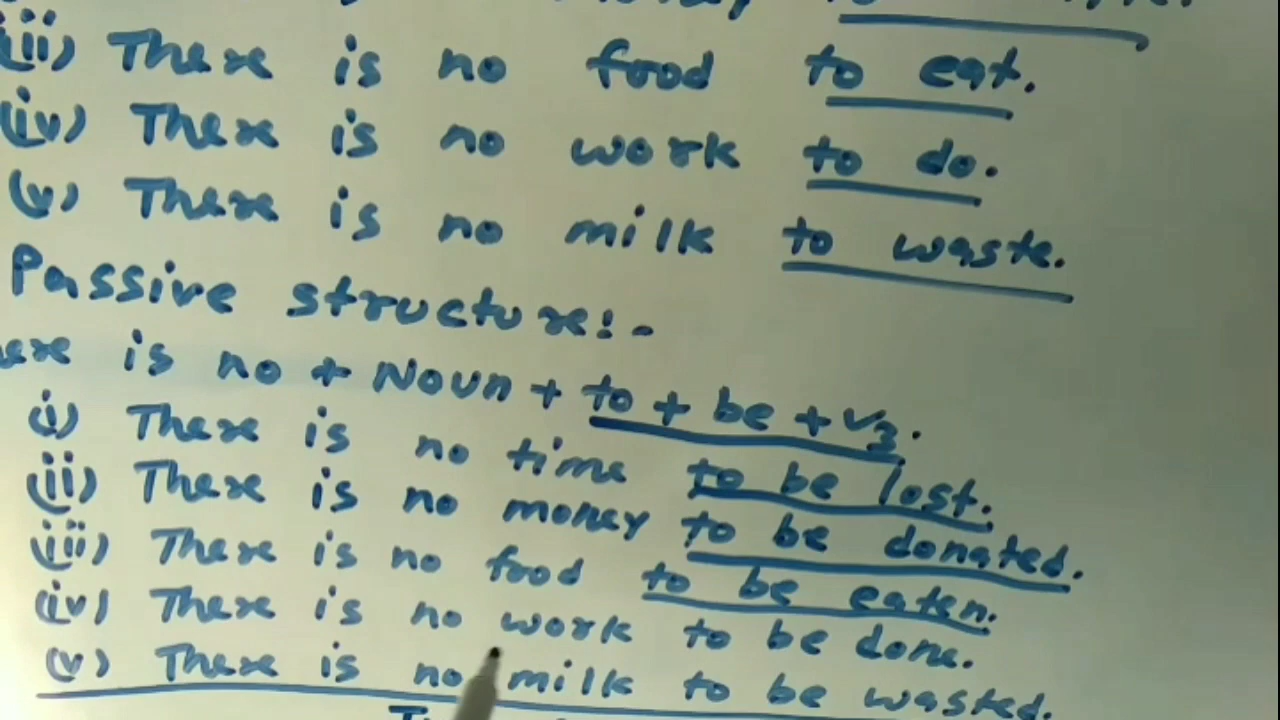 (iii) There is no food to eat.
(iv) There is no work to do.
(v) There is no milk to waste.
Passive structure:-
is no + Noun + to + be + V3.
(i) There is no time to be lost.
(ii) There is no money to be donated.
(iii) There is no food to be eaten.
(iv) There is no work to be done.
(v) There is no milk to be wasted.